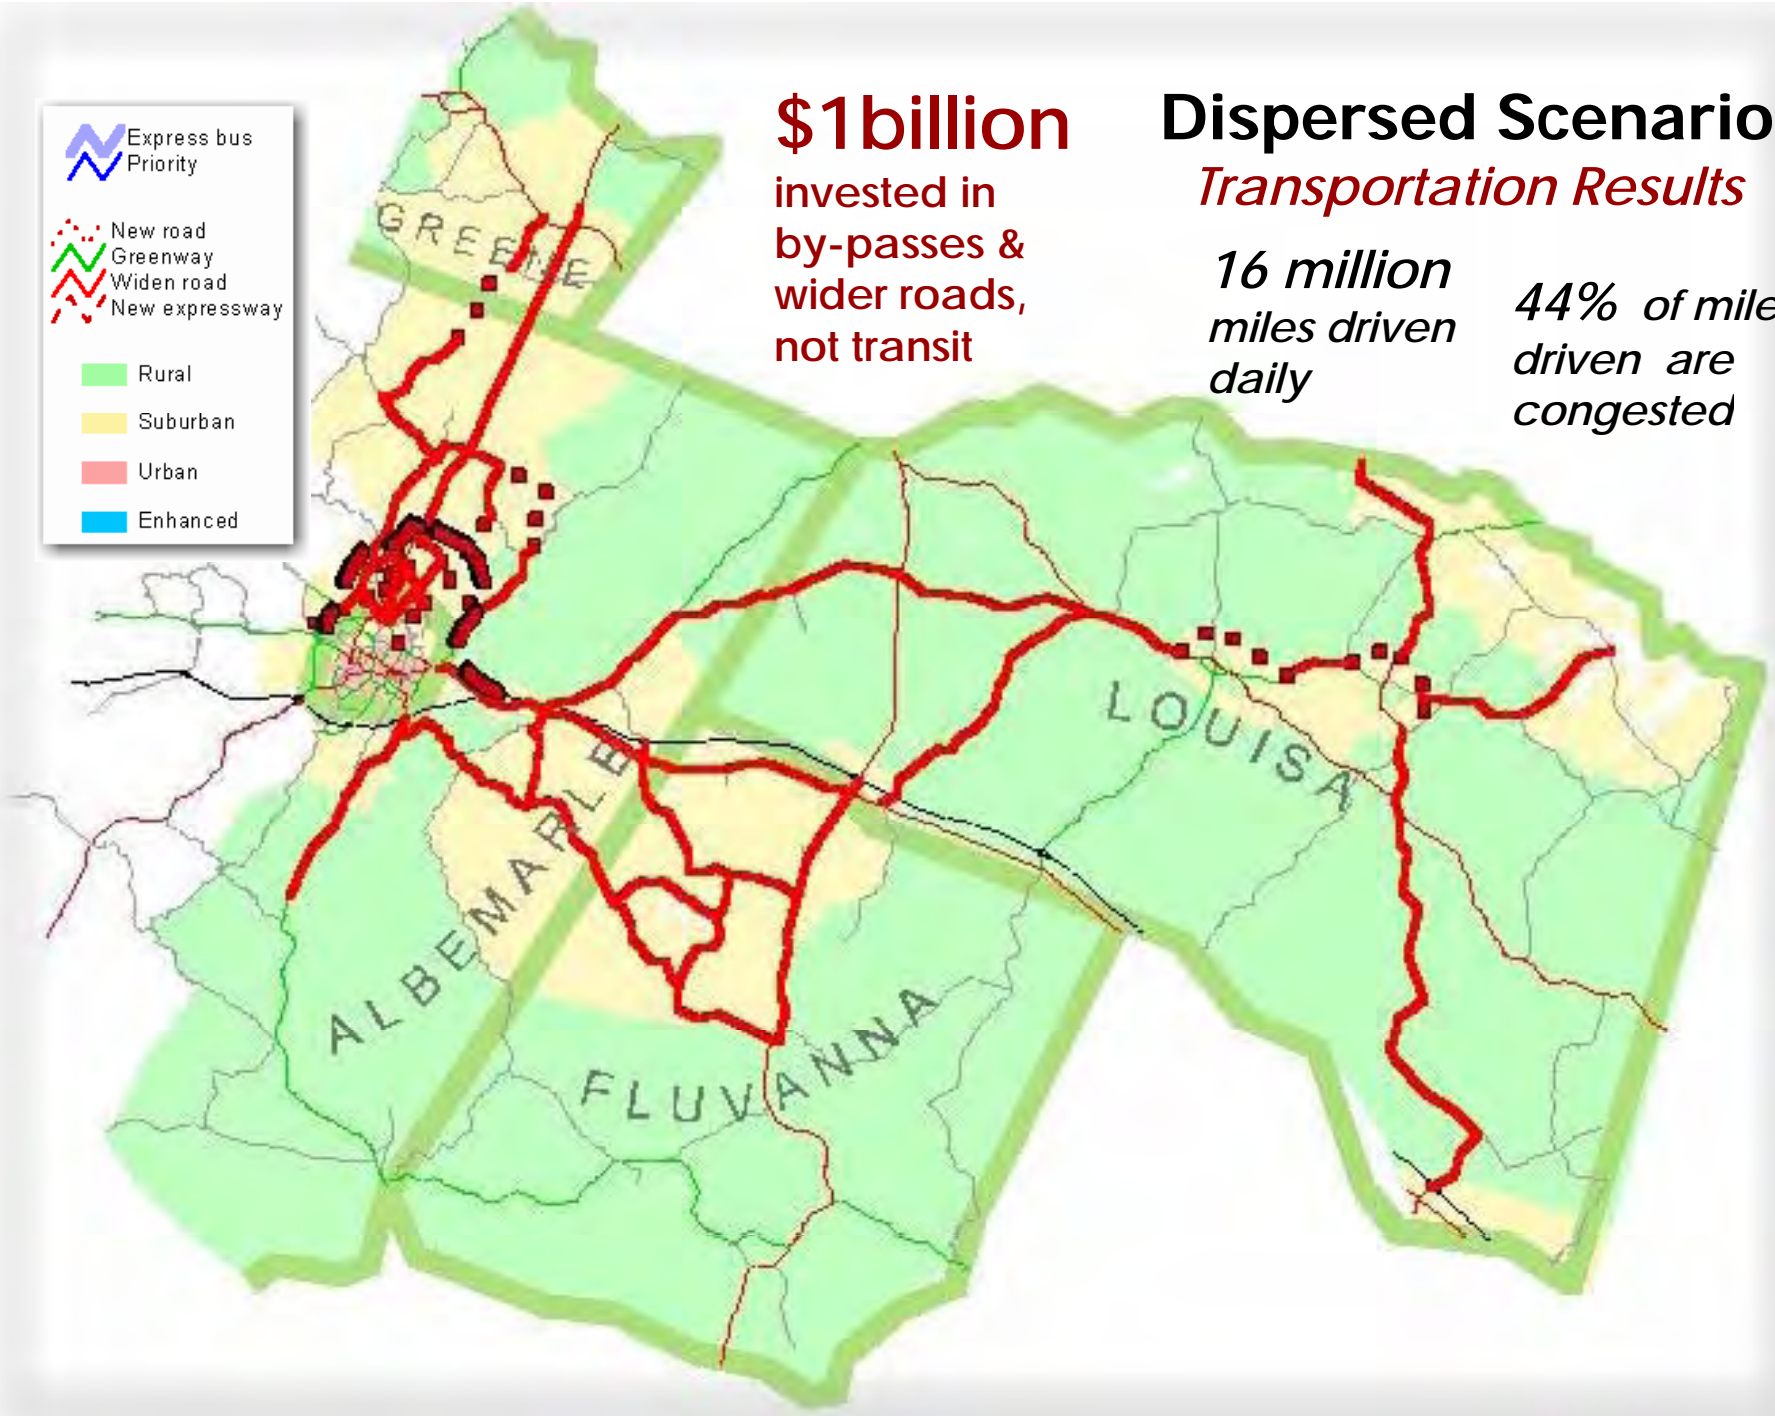 $1billion
invested in
by-passes &
wider roads,
not transit
Dispersed Scenario
Transportation Results
16 million
miles driven
daily
44% of mile
driven are
congested
Express bus
Priority
New road
Greenway
Widen road
New expressway
Rural
Suburban
Urban
Enhanced
GREENE
ALBEMARLE
LOUISA
FLUVANNA